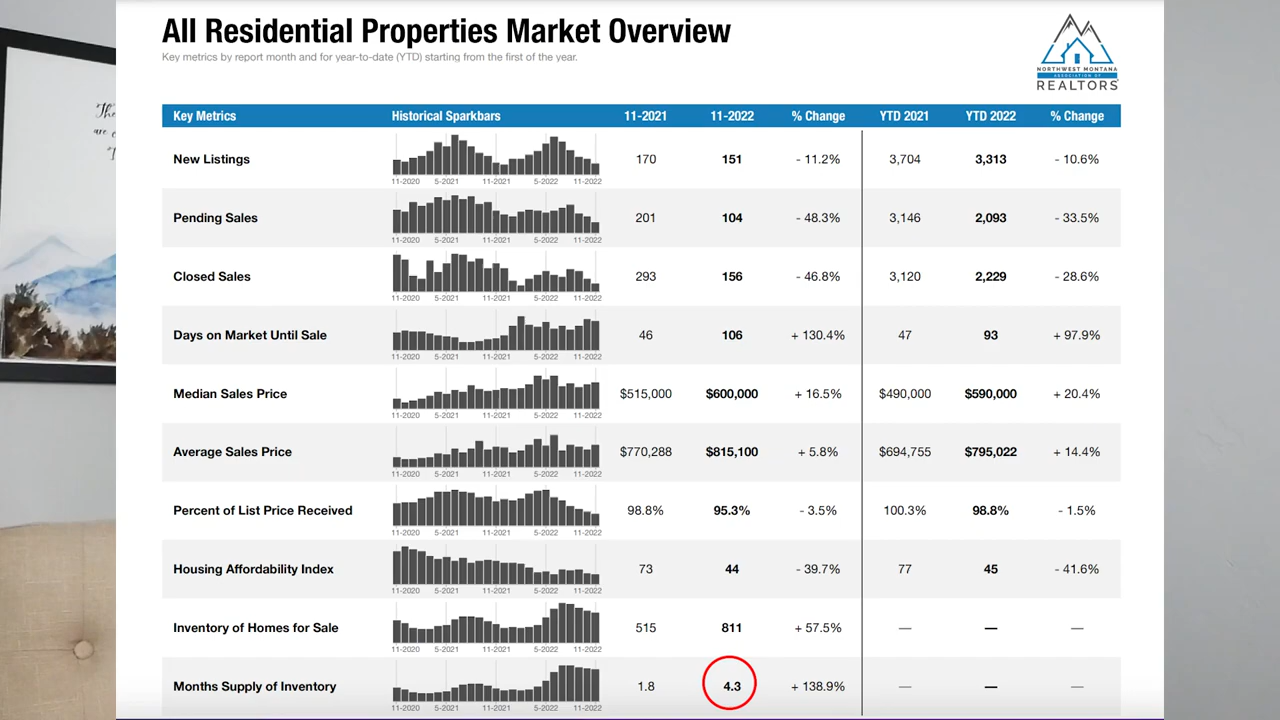 All Residential Properties Market Overview
Key metrics by report month and for year-to-date (YTD) starting from the first of the year.
NORTHWEST MONTANA
ASSOCIATION OF
REALTORS®
Key Metrics Historical Sparkbars 11-2021 11-2022 % Change YTD 2021 YTD 2022 % Change
New Listings 170 151 - 11.2% 3,704 3,313 - 10.6%
11-2020 5-2021 11-2021 5-2022 11-2022
Pending Sales 201 104 - 48.3% 3,146 2,093 - 33.5%
11-2020 5-2021 11-2021 5-2022 11-2022
Closed Sales 293 156 - 46.8% 3,120 2,229 - 28.6%
11-2020 5-2021 11-2021 5-2022 11-2022
Days on Market Until Sale 46 106 + 130.4% 47 93 + 97.9%
11-2020 5-2021 11-2021 5-2022 11-2022
Median Sales Price $515,000 $600,000 + 16.5% $490,000 $590,000 + 20.4%
11-2020 5-2021 11-2021 5-2022 11-2022
Average Sales Price $770,288 $815,100 + 5.8% $694,755 $795,022 + 14.4%
11-2020 5-2021 11-2021 5-2022 11-2022
Percent of List Price Received 98.8% 95.3% - 3.5% 100.3% 98.8% - 1.5%
11-2020 5-2021 11-2021 5-2022 11-2022
Housing Affordability Index 73 44 - 39.7% 77 45 - 41.6%
11-2020 5-2021 11-2021 5-2022 11-2022
Inventory of Homes for Sale 515 811 + 57.5% — — —
11-2020 5-2021 11-2021 5-2022 11-2022
Months Supply of Inventory 1.8 4.3 + 138.9% — — —
11-2020 5-2021 11-2021 5-2022 11-2022